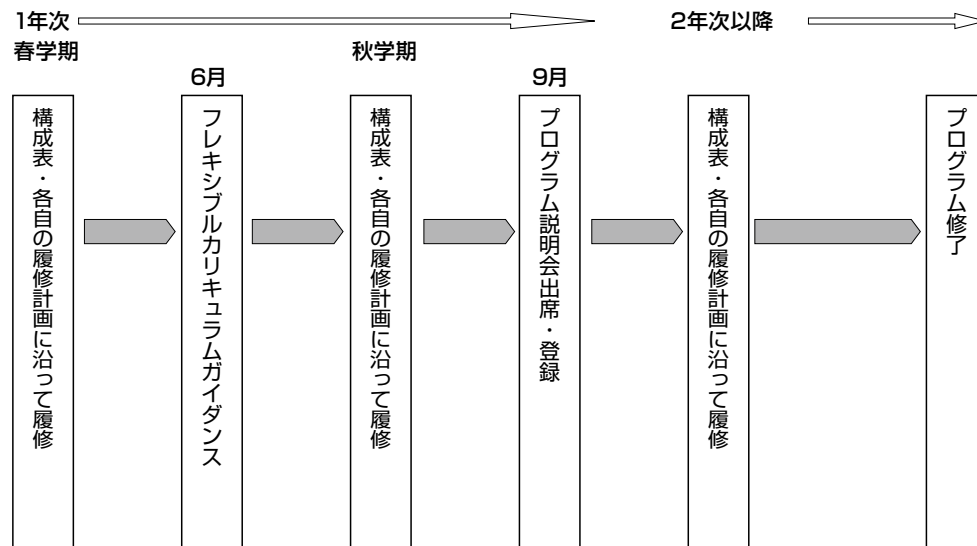 1年次
2年次以降
春学期
秋学期
6月
9月
構成表・各自の履修計画に沿って履修
フレキシブルカリキュラムガイダンス
構成表・各自の履修計画に沿って履修
プログラム説明会出席・登録
構成表・各自の履修計画に沿って履修
プログラム修了